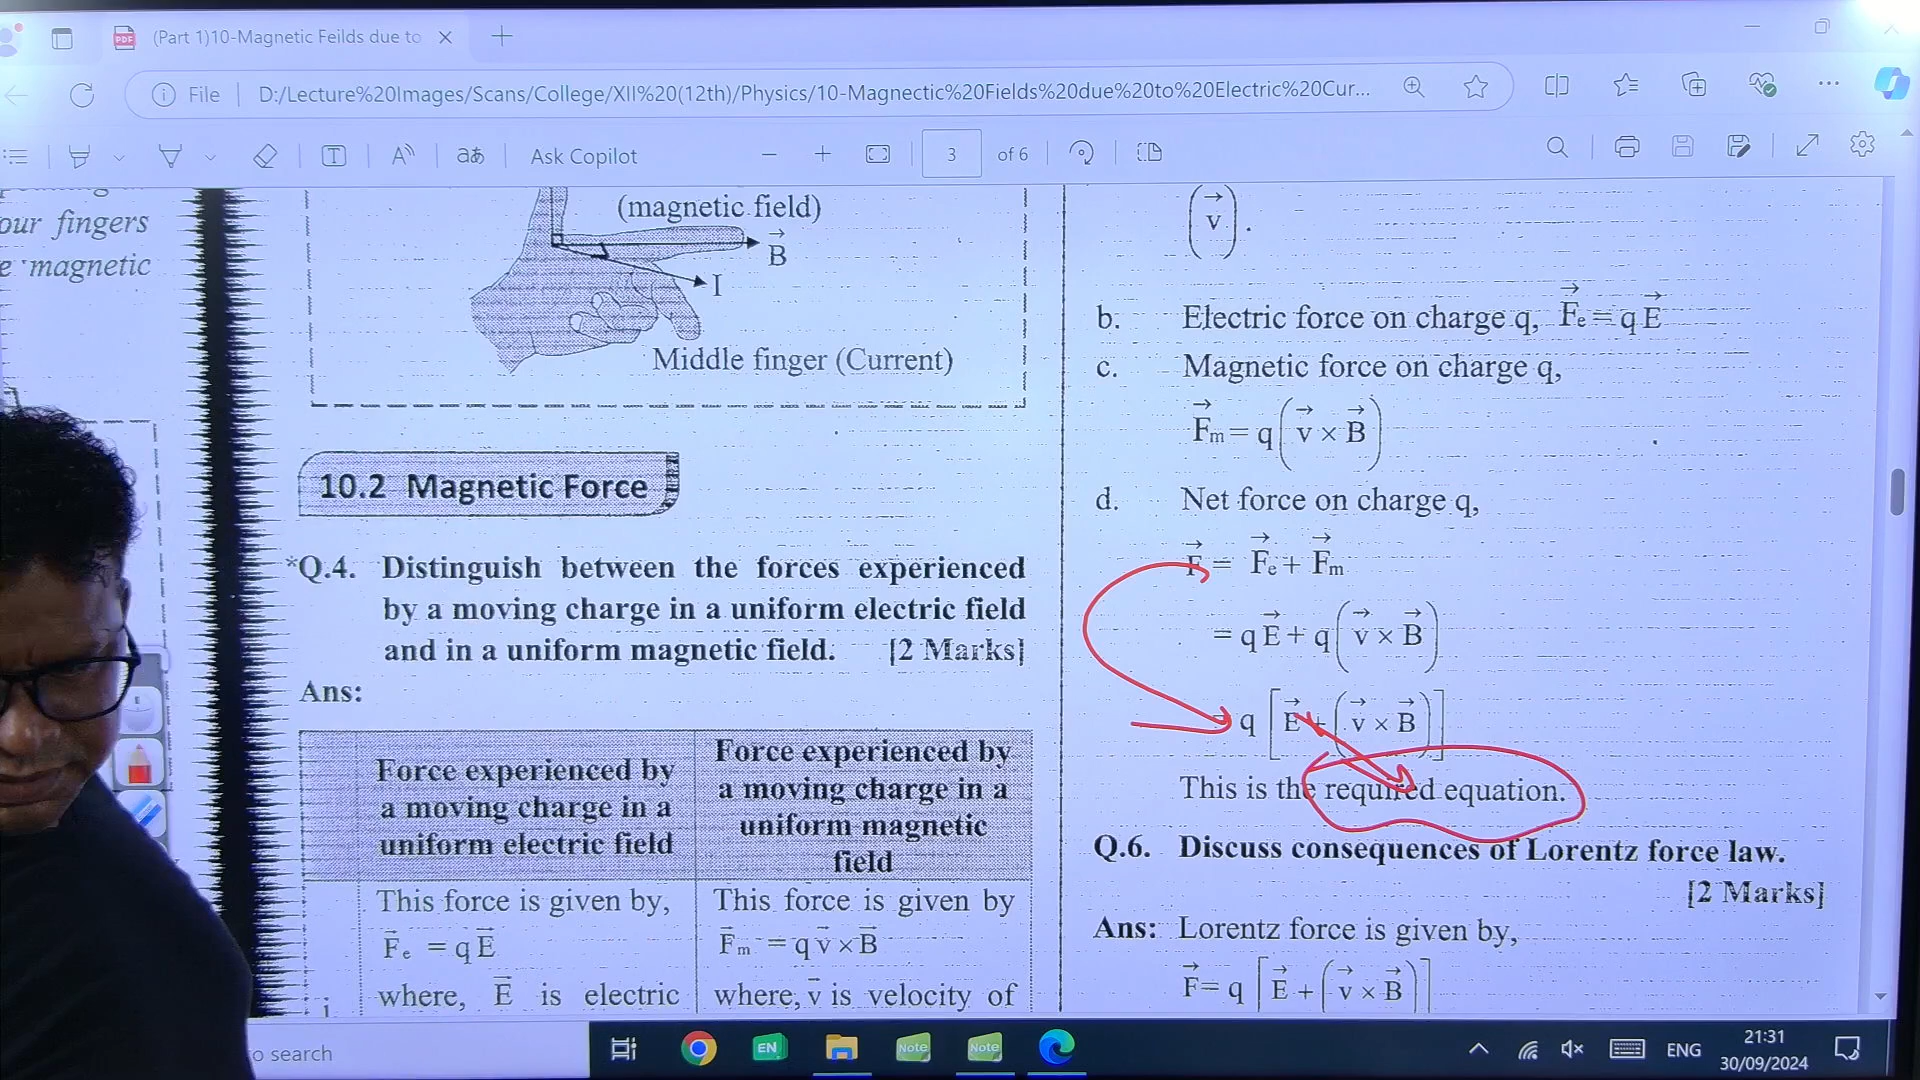 (Part 1)10-Magnetic Feilds due to
File
D:/Lecture%20Images/Scans/College/XII%20(12th)/Physics/10-Magnectic%20Fields%20due%20to%20Electric%20Cur...
Ask Copilot
3 of 6
our fingers
e magnetic
(magnetic field)
B⃗
I
Middle finger (Current)
10.2 Magnetic Force
*Q.4. Distinguish between the forces experienced
by a moving charge in a uniform electric field
and in a uniform magnetic field. [2 Marks]
Ans:
Force experienced by
a moving charge in a
uniform electric field
Force experienced by
a moving charge in a
uniform magnetic
field
This force is given by,
F⃗e = qE⃗
where, E⃗ is electric
This force is given by
F⃗m = qv⃗×B⃗
where, v⃗ is velocity of
i.
(v⃗).
b. Electric force on charge q, F⃗e = qE⃗
c. Magnetic force on charge q,
F⃗m = q(v⃗ × B⃗)
d. Net force on charge q,
F⃗ = F⃗e + F⃗m
= qE⃗ + q(v⃗ × B⃗)
q[E⃗ + (v⃗ × B⃗)]
This is the required equation.
Q.6. Discuss consequences of Lorentz force law.
[2 Marks]
Ans: Lorentz force is given by,
F⃗= q[E⃗ + (v⃗ × B⃗)]
o search
EN
Note
Note
ENG
21:31
30/09/2024